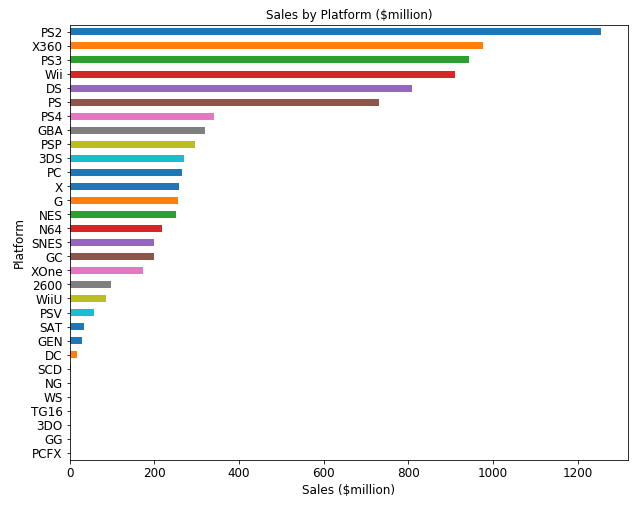 Sales by Platform ($million)
PS2
X360
PS3
Wii
DS
PS
PS4
GBA
PSP
3DS
PC
X
G
NES
N64
SNES
GC
XOne
2600
WiiU
PSV
SAT
GEN
DC
SCD
NG
WS
TG16
3DO
GG
PCFX
Platform
0 200 400 600 800 1000 1200
Sales ($million)